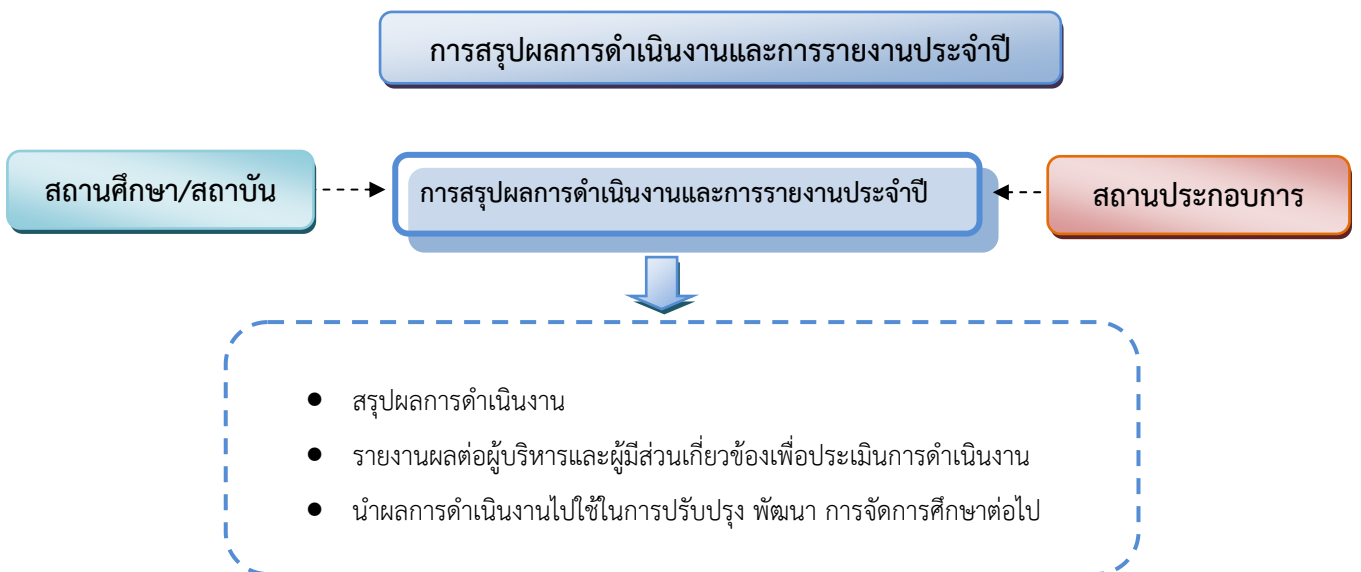 การสรุปผลการดำเนินงานและการรายงานประจำปี
สถานศึกษา/สถาบัน
การสรุปผลการดำเนินงานและการรายงานประจำปี
สถานประกอบการ
● สรุปผลการดำเนินงาน
● รายงานผลต่อผู้บริหารและผู้มีส่วนเกี่ยวข้องเพื่อประเมินการดำเนินงาน
● นำผลการดำเนินงานไปใช้ในการปรับปรุง พัฒนา การจัดการศึกษาต่อไป